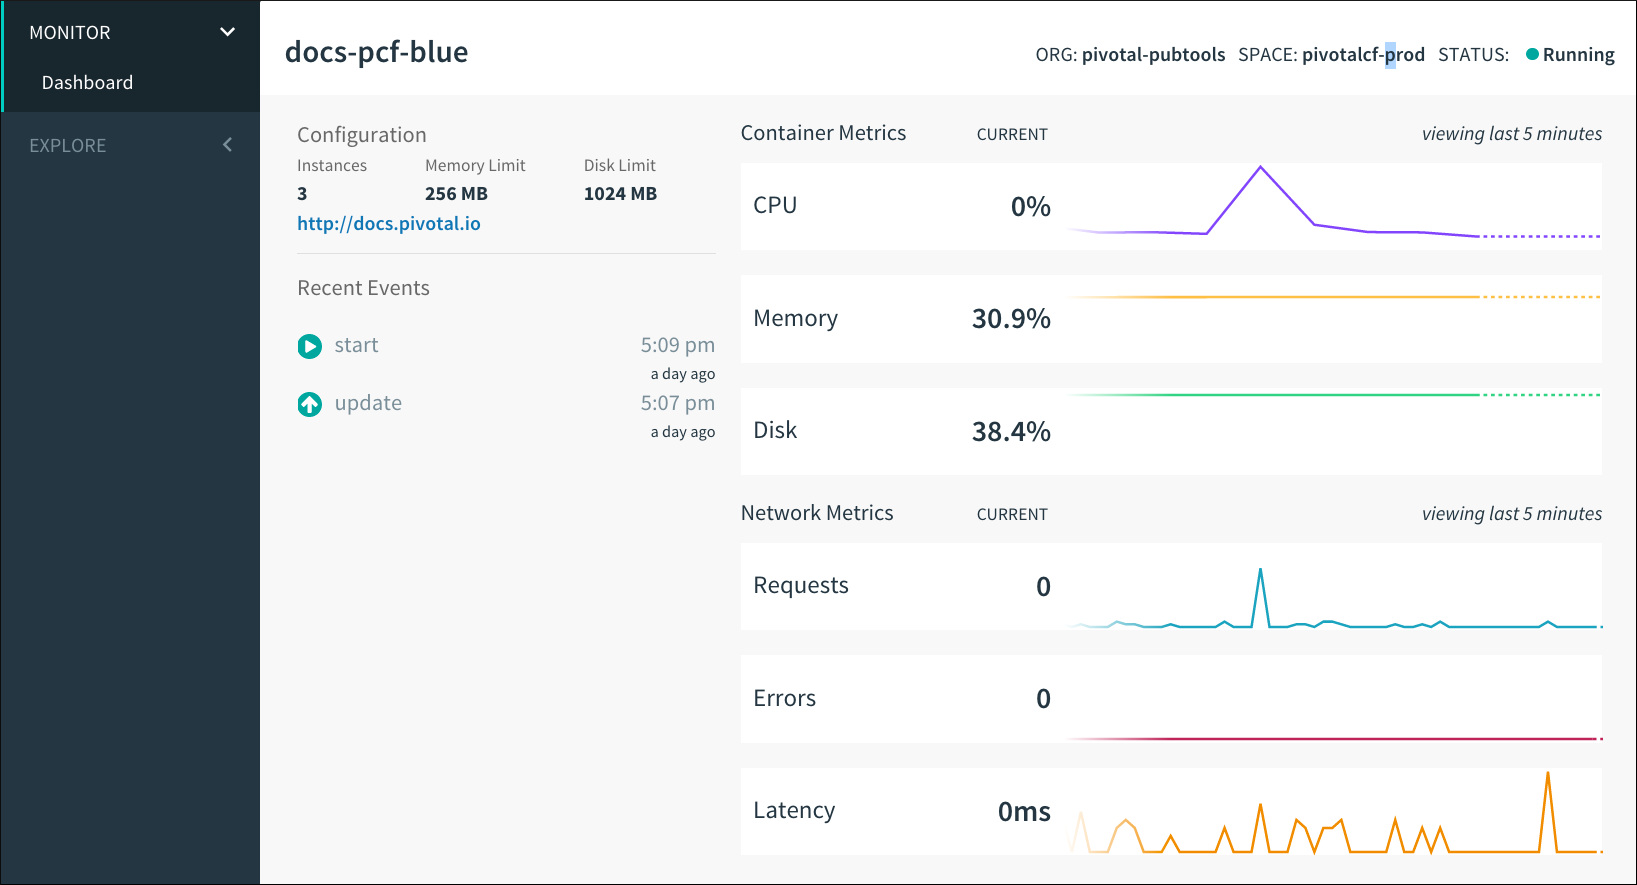 MONITOR
Dashboard
EXPLORE
docs-pcf-blue
ORG: pivotal-pubtools SPACE: pivotalcf-prod STATUS: Running
Configuration
Instances Memory Limit Disk Limit
3 256 MB 1024 MB
http://docs.pivotal.io
Recent Events
start 5:09 pm
a day ago
update 5:07 pm
a day ago
Container Metrics CURRENT viewing last 5 minutes
CPU 0%
Memory 30.9%
Disk 38.4%
Network Metrics CURRENT viewing last 5 minutes
Requests 0
Errors 0
Latency 0ms